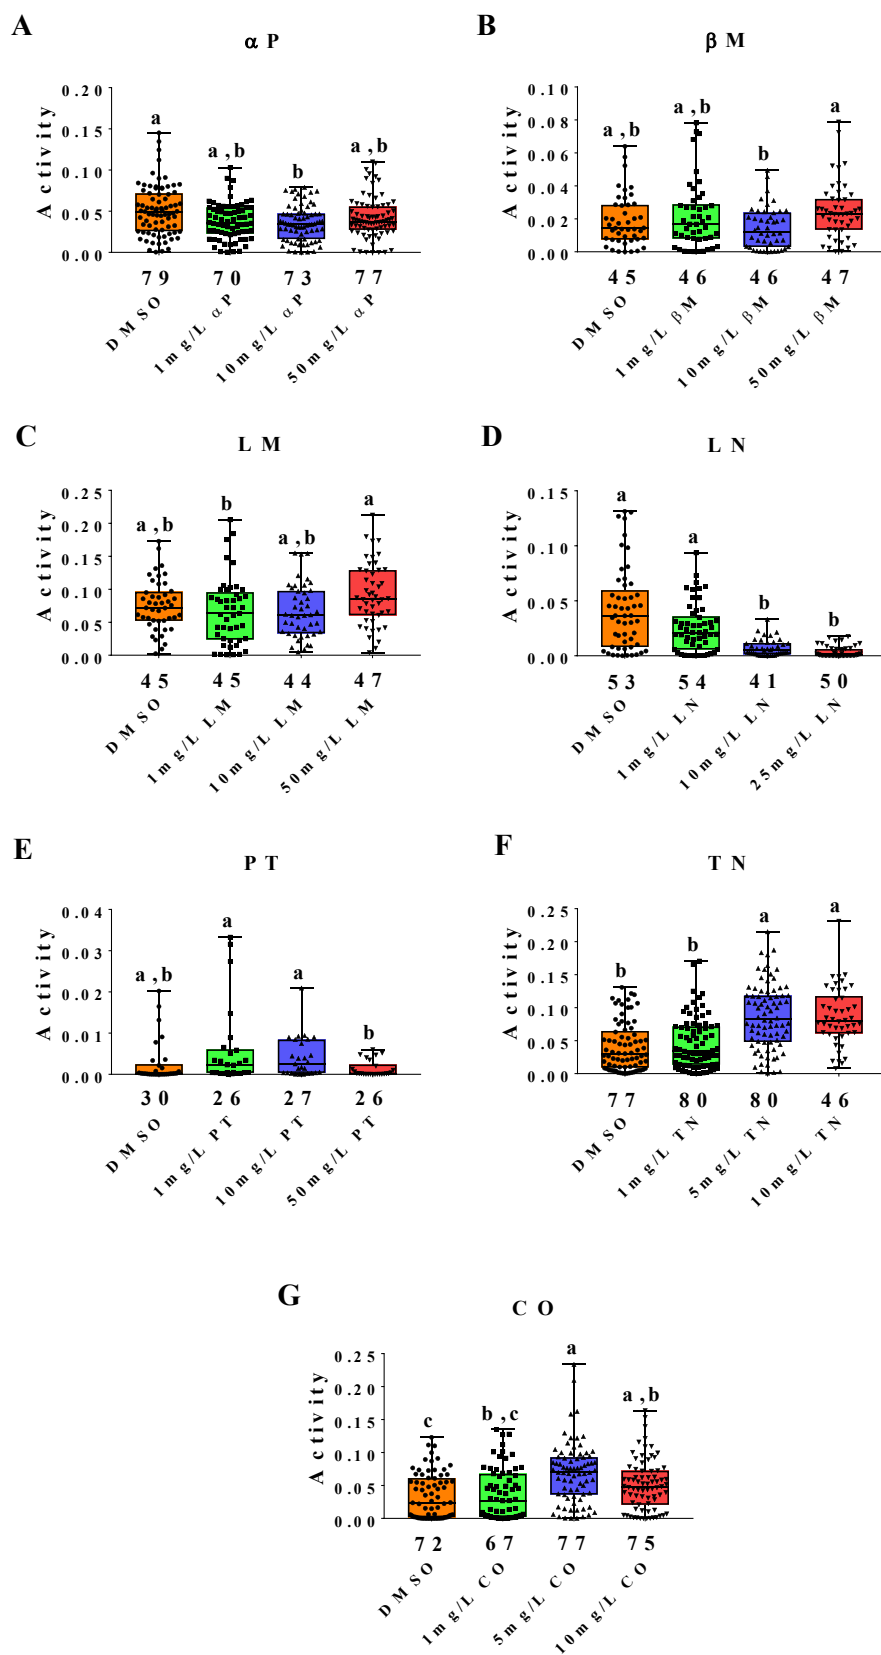 A
α P
Activity
0.20
0.15
0.10
0.05
0.00
a
a,b
b
a,b
79
70
73
77
DMSO
1mg/L αP
10mg/L αP
50mg/L αP
B
β M
Activity
0.10
0.08
0.06
0.04
0.02
0.00
a,b
a,b
b
a
45
46
46
47
DMSO
1mg/L βM
10mg/L βM
50mg/L βM
C
LM
Activity
0.25
0.20
0.15
0.10
0.05
0.00
a,b
b
a,b
a
45
45
44
47
DMSO
1mg/L LM
10mg/L LM
50mg/L LM
D
LN
Activity
0.15
0.10
0.05
0.00
a
a
b
b
53
54
41
50
DMSO
1mg/L LN
10mg/L LN
25mg/L LN
E
PT
Activity
0.04
0.03
0.02
0.01
0.00
a,b
a
a
b
30
26
27
26
DMSO
1mg/L PT
10mg/L PT
50mg/L PT
F
TN
Activity
0.25
0.20
0.15
0.10
0.05
0.00
b
b
a
a
77
80
80
46
DMSO
1mg/L TN
5mg/L TN
10mg/L TN
G
CO
Activity
0.25
0.20
0.15
0.10
0.05
0.00
c
b,c
a
a,b
72
67
77
75
DMSO
1mg/L CO
5mg/L CO
10mg/L CO